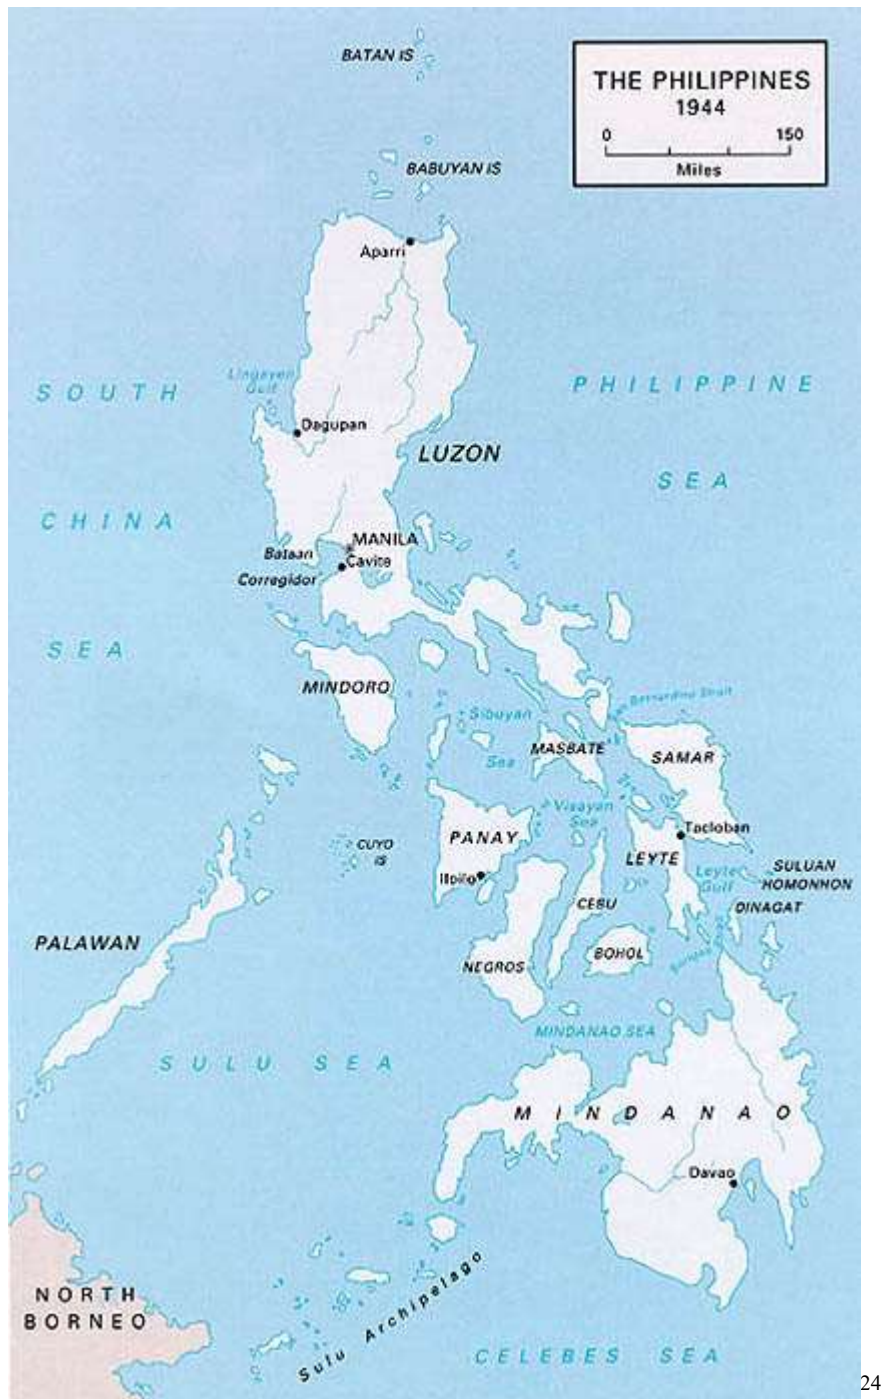 BATAN IS
THE PHILIPPINES
1944
0 150
Miles
BABUYAN IS
Aparri
Lingayen
Gulf
SOUTH
PHILIPPINE
Dagupan
LUZON
SEA
CHINA
MANILA
Bataan
Cavite
Corregidor
SEA
MINDORO
San Bernardino Strait
Sibuyan
Sea
MASBATE
SAMAR
Visayan
Sea
PANAY
CUYO
IS
Tacloban
LEYTE
Iloilo
Leyte
Gulf
SULUAN
HOMONHON
CEBU
DINAGAT
PALAWAN
BOHOL
NEGROS
MINDANAO SEA
SULU SEA
MINDANAO
Davao
Sulu Archipelago
NORTH
BORNEO
CELEBES SEA
24